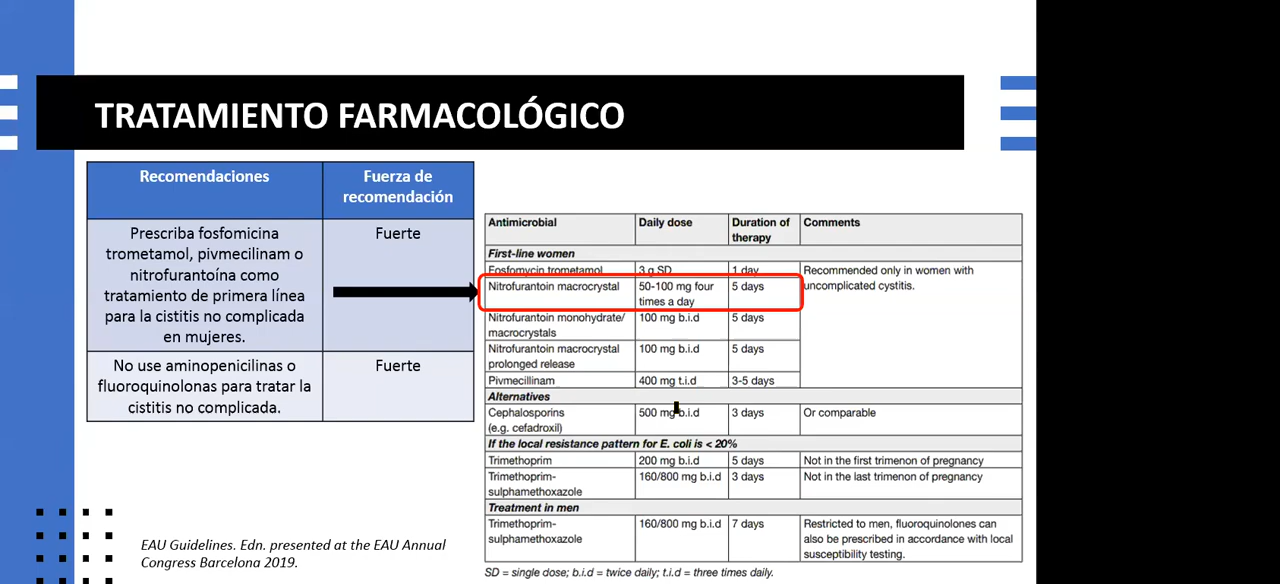 TRATAMIENTO FARMACOLÓGICO
Recomendaciones
Fuerza de
recomendación
Prescriba fosfomicina
trometamol, pivmecilinam o
nitrofurantoína como
tratamiento de primera línea
para la cistitis no complicada
en mujeres.
Fuerte
No use aminopenicilinas o
fluoroquinolonas para tratar la
cistitis no complicada.
Fuerte
Antimicrobial
Daily dose
Duration of
therapy
Comments
First-line women
Fosfomycin trometamol
3 g SD
1 day
Recommended only in women with
uncomplicated cystitis.
Nitrofurantoin macrocrystal
50-100 mg four
times a day
5 days
Nitrofurantoin monohydrate/
macrocrystals
100 mg b.i.d
5 days
Nitrofurantoin macrocrystal
prolonged release
100 mg b.i.d
5 days
Pivmecillinam
400 mg t.i.d
3-5 days
Alternatives
Cephalosporins
(e.g. cefadroxil)
500 mg b.i.d
3 days
Or comparable
If the local resistance pattern for E. coli is < 20%
Trimethoprim
200 mg b.i.d
5 days
Not in the first trimenon of pregnancy
Trimethoprim-
sulphamethoxazole
160/800 mg b.i.d
3 days
Not in the last trimenon of pregnancy
Treatment in men
Trimethoprim-
sulphamethoxazole
160/800 mg b.i.d
7 days
Restricted to men, fluoroquinolones can
also be prescribed in accordance with local
susceptibility testing.
SD = single dose; b.i.d = twice daily; t.i.d = three times daily.
EAU Guidelines. Edn. presented at the EAU Annual
Congress Barcelona 2019.